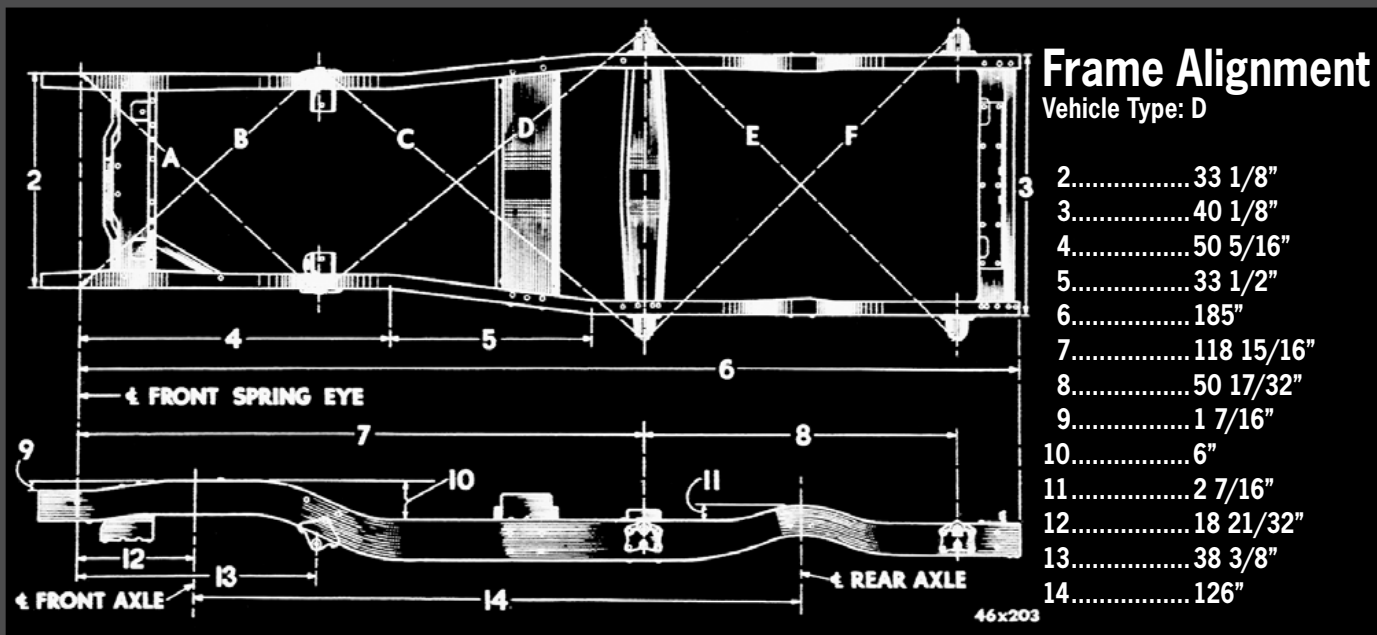 Frame Alignment
Vehicle Type: D
2................33 1/8”
3................40 1/8”
4................50 5/16”
5................33 1/2”
6................185”
7................118 15/16”
8................50 17/32”
9................1 7/16”
10................6”
11................2 7/16”
12................18 21/32”
13................38 3/8”
14................126”
A
B
C
D
E
F
2
3
4
5
6
℄ FRONT SPRING EYE
7
8
9
10
11
12
13
℄ REAR AXLE
℄ FRONT AXLE
14
46x203